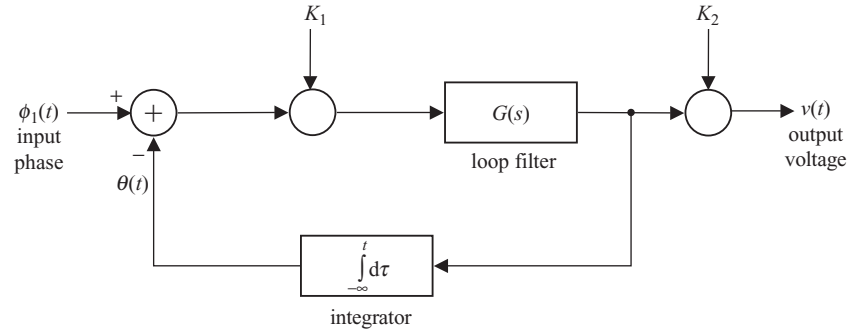 K₁
K₂
+
ϕ₁(t)
input
phase
+
G(s)
loop filter
v(t)
output
voltage
−
θ(t)
t
∫dτ
−∞
integrator